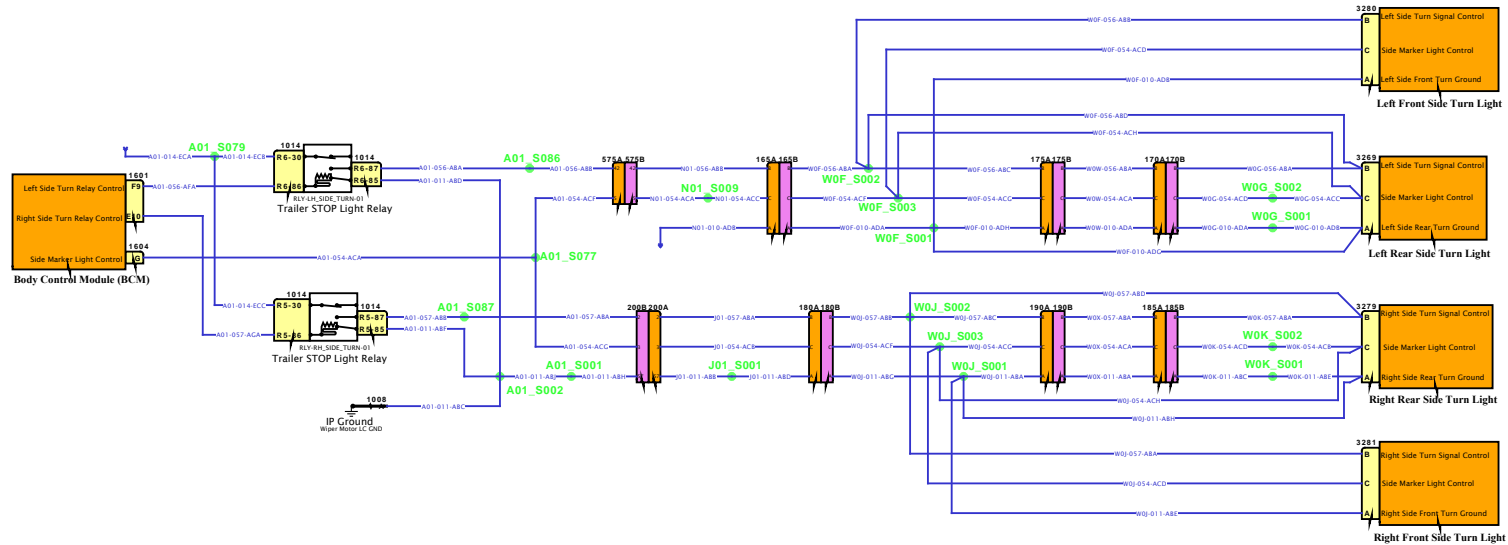 3280
B
Left Side Turn Signal Control
W0F-056-ABB
C
Side Marker Light Control
W0F-054-ACD
A
Left Side Front Turn Ground
W0F-010-ADB
Left Front Side Turn Light
W0F-056-ABD
W0F-054-ACH
1014
A01_S079
A01-014-ECA
A01-014-ECB
R6-30
1014
R6-87
A01-056-ABA
A01_S086
A01-056-ABB
575A 575B
N01-056-ABB
165A 165B
W0F-056-ABA
W0F_S002
W0F-056-ABC
175A 175B
W0W-056-ABA
170A 170B
W0G-056-ABA
3269
B
Left Side Turn Signal Control
1601
Left Side Turn Relay Control
F9
A01-056-AFA
R6-86
R6-85
A01-011-ABD
RLY-LH_SIDE_TURN-01
Trailer STOP Light Relay
A01-054-ACF
N01-054-ACA
N01_S009
N01-054-ACC
W0F-054-ACF
W0F_S003
W0F-054-ACG
W0W-054-ACA
W0G-054-ACD
W0G_S002
W0G-054-ACC
C
Side Marker Light Control
Right Side Turn Relay Control
N01-010-ADB
A
W0F-010-ADA
W0F_S001
W0F-010-ADH
W0W-010-ADA
W0G-010-ADA
W0G_S001
W0G-010-ADB
A
Left Side Rear Turn Ground
W0F-010-ADG
Left Rear Side Turn Light
1604
Side Marker Light Control
G
A01-054-ACA
A01_S077
Body Control Module (BCM)
1014
A01-014-ECC
R5-30
1014
R5-87
A01-057-ABB
A01_S087
A01-057-ABA
200B 200A
J01-057-ABA
180A 180B
W0J-057-ABB
W0J_S002
W0J-057-ABD
W0J-057-ABC
190A 190B
W0X-057-ABA
185A 185B
W0K-057-ABA
3279
B
Right Side Turn Signal Control
A01-057-AGA
R5-86
R5-85
A01-011-ABF
RLY-RH_SIDE_TURN-01
Trailer STOP Light Relay
A01-054-ACG
J01-054-ACB
W0J-054-ACF
W0J_S003
W0J-054-ACG
W0X-054-ACA
W0K-054-ACD
W0K_S002
W0K-054-ACB
C
Side Marker Light Control
A01-011-ABJ
A01_S001
A01-011-ABH
J01-011-ABB
J01_S001
J01-011-ABD
W0J-011-ABG
W0J_S001
W0J-011-ABA
W0X-011-ABA
W0K-011-ABC
W0K_S001
W0K-011-ABE
A
Right Side Rear Turn Ground
A01_S002
W0J-054-ACH
Right Rear Side Turn Light
1008
A01-011-ABC
IP Ground
Wiper Motor LC GND
W0J-011-ABH
3281
B
Right Side Turn Signal Control
W0J-057-ABA
C
Side Marker Light Control
W0J-054-ACD
A
Right Side Front Turn Ground
W0J-011-ABE
Right Front Side Turn Light